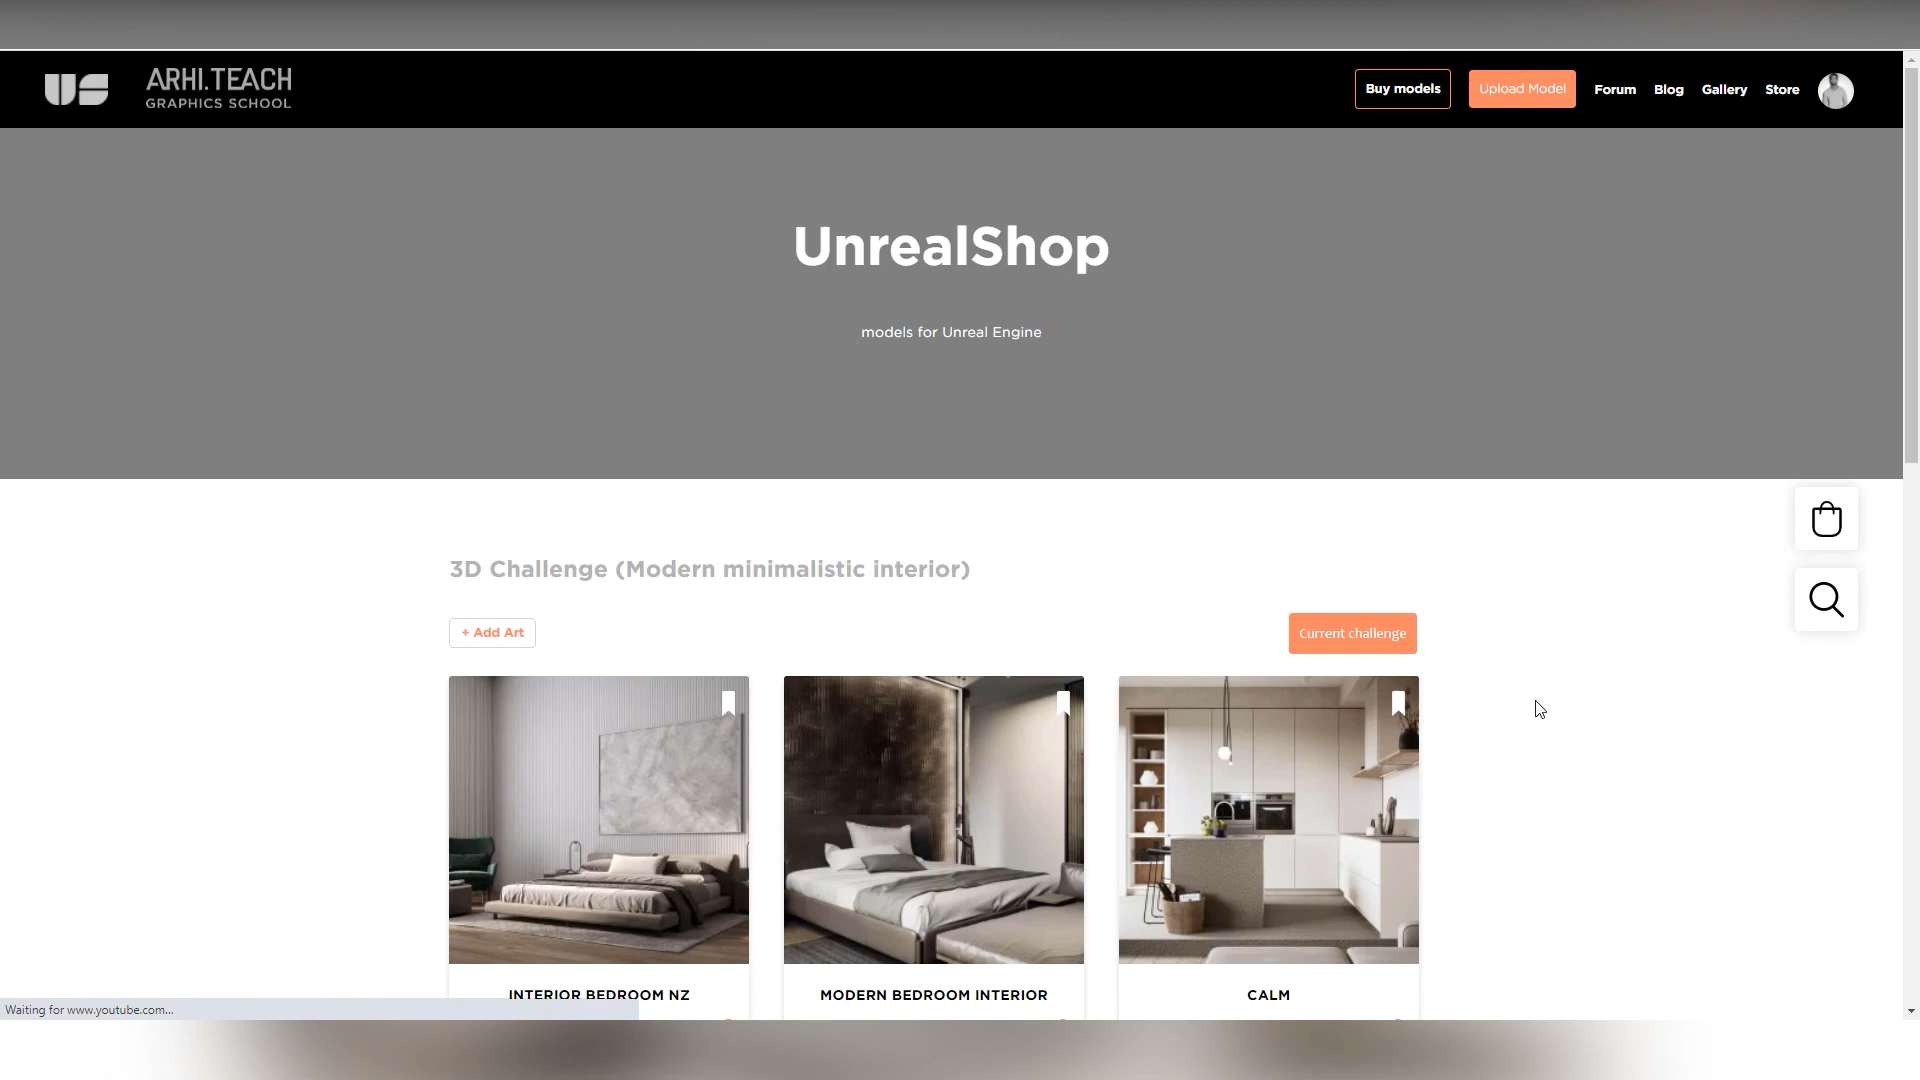 US
ARHI.TEACH
GRAPHICS SCHOOL
Buy models
Upload Model
Forum
Blog
Gallery
Store
UnrealShop
models for Unreal Engine
3D Challenge (Modern minimalistic interior)
+ Add Art
Current challenge
INTERIOR BEDROOM NZ
MODERN BEDROOM INTERIOR
CALM
Waiting for www.youtube.com...